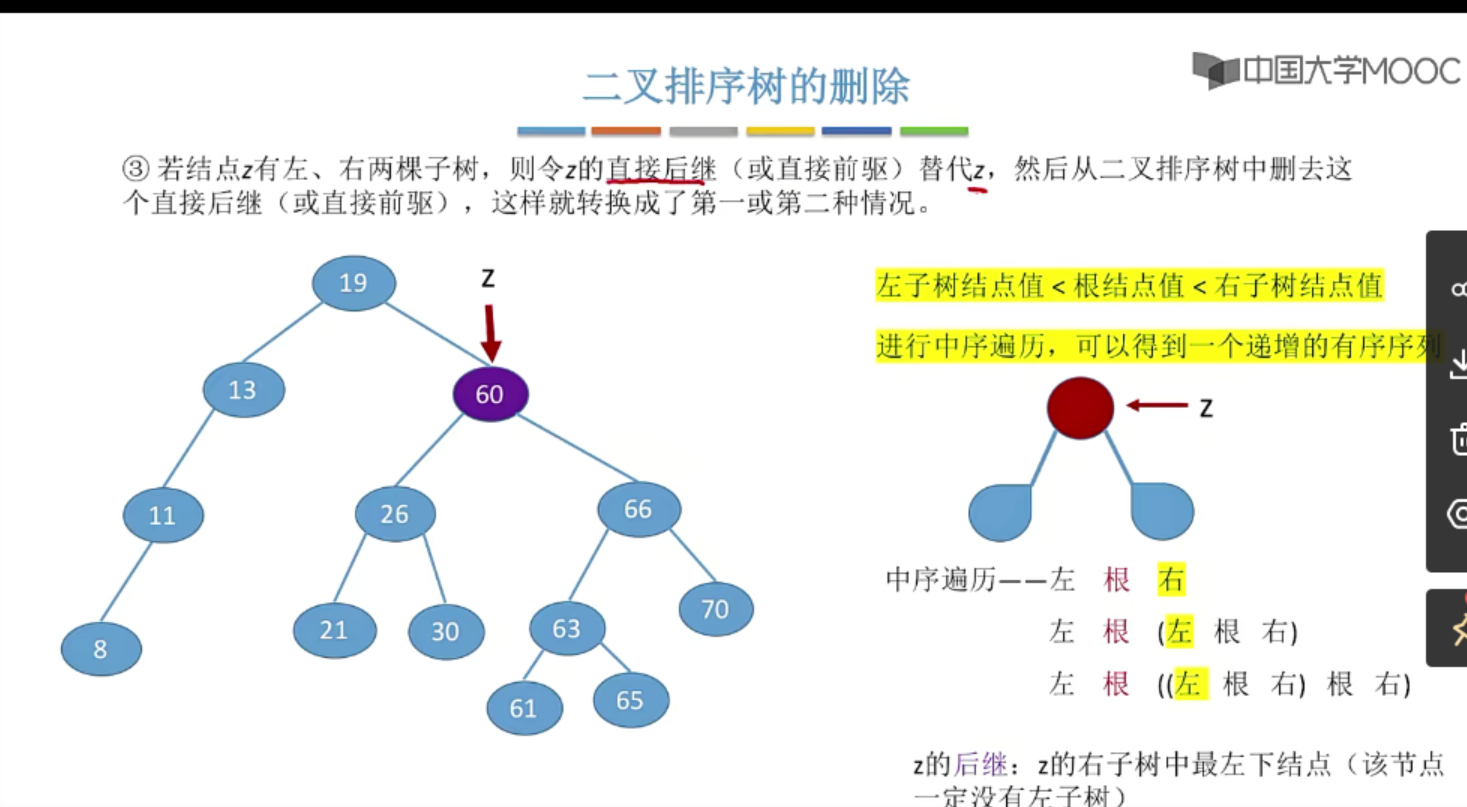 中国大学MOOC
二叉排序树的删除
③ 若结点z有左、右两棵子树，则令z的直接后继（或直接前驱）替代z，然后从二叉排序树中删去这
个直接后继（或直接前驱），这样就转换成了第一或第二种情况。
左子树结点值 < 根结点值 < 右子树结点值
进行中序遍历，可以得到一个递增的有序序列
z
19
13
60
11
26
66
8
21
30
63
70
61
65
z
中序遍历——左 根 右
左 根 (左 根 右)
左 根 ((左 根 右) 根 右)
z的后继：z的右子树中最左下结点（该节点
一定没有左子树）